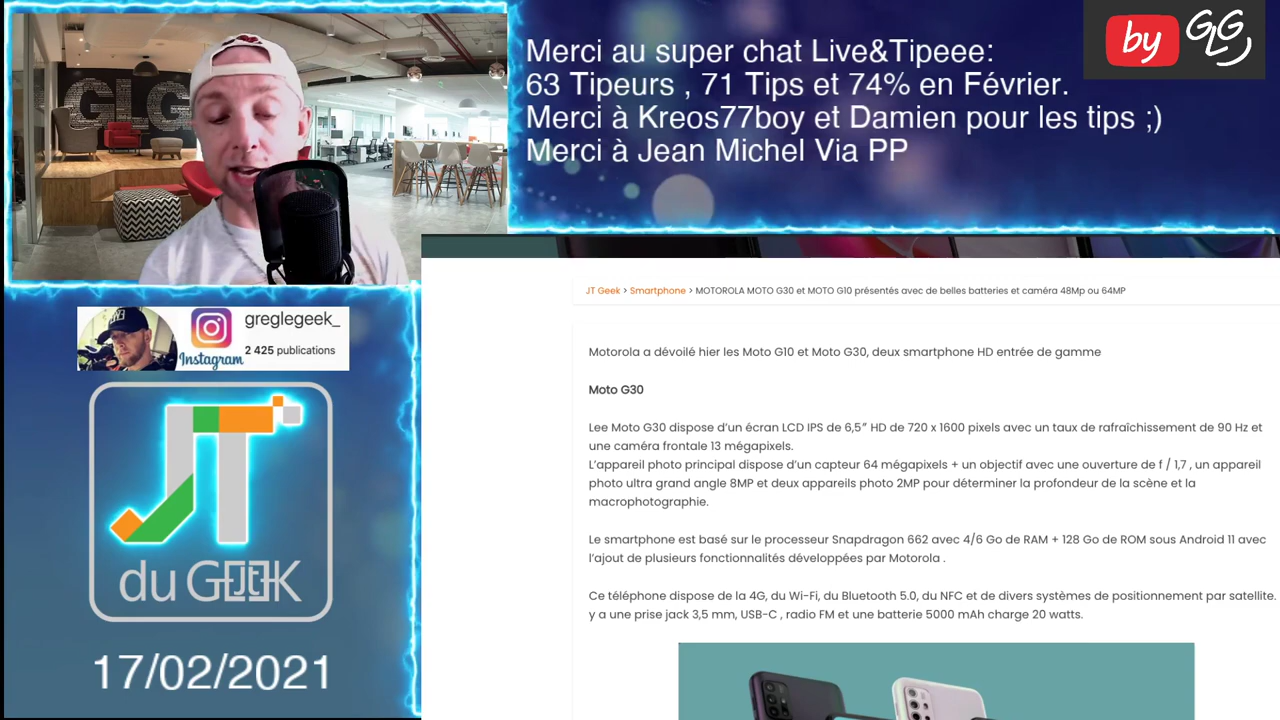 GLG
Merci au super chat Live&Tipeee:
63 Tipeurs , 71 Tips et 74% en Février.
Merci à Kreos77boy et Damien pour les tips ;)
Merci à Jean Michel Via PP
by GLG
greglegeek_
Instagram
2 425 publications
JT
du GEEK
17/02/2021
JT Geek > Smartphone > MOTOROLA MOTO G30 et MOTO G10 présentés avec de belles batteries et caméra 48Mp ou 64MP
Motorola a dévoilé hier les Moto G10 et Moto G30, deux smartphone HD entrée de gamme
Moto G30
Lee Moto G30 dispose d'un écran LCD IPS de 6,5″ HD de 720 x 1600 pixels avec un taux de rafraîchissement de 90 Hz et
une caméra frontale 13 mégapixels.
L'appareil photo principal dispose d'un capteur 64 mégapixels + un objectif avec une ouverture de f / 1,7 , un appareil
photo ultra grand angle 8MP et deux appareils photo 2MP pour déterminer la profondeur de la scène et la
macrophotographie.
Le smartphone est basé sur le processeur Snapdragon 662 avec 4/6 Go de RAM + 128 Go de ROM sous Android 11 avec
l'ajout de plusieurs fonctionnalités développées par Motorola .
Ce téléphone dispose de la 4G, du Wi-Fi, du Bluetooth 5.0, du NFC et de divers systèmes de positionnement par satellite.
y a une prise jack 3,5 mm, USB-C , radio FM et une batterie 5000 mAh charge 20 watts.